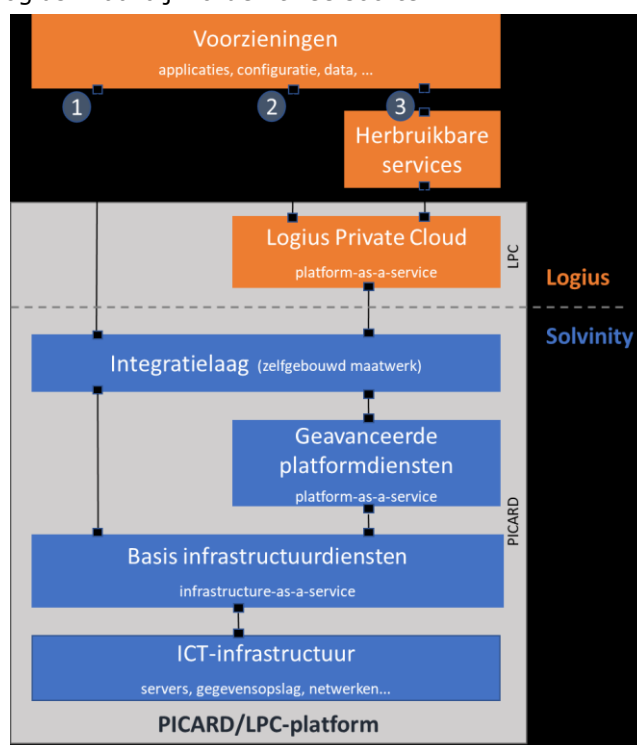 Voorzieningen
applicaties, configuratie, data, ...
1
2
3
Herbruikbare
services
Logius Private Cloud
platform-as-a-service
LPC
Logius
Solvinity
Integratielaag (zelfgebouwd maatwerk)
Geavanceerde
platformdiensten
platform-as-a-service
PICARD
Basis infrastructuurdiensten
infrastructure-as-a-service
ICT-infrastructuur
servers, gegevensopslag, netwerken...
PICARD/LPC-platform